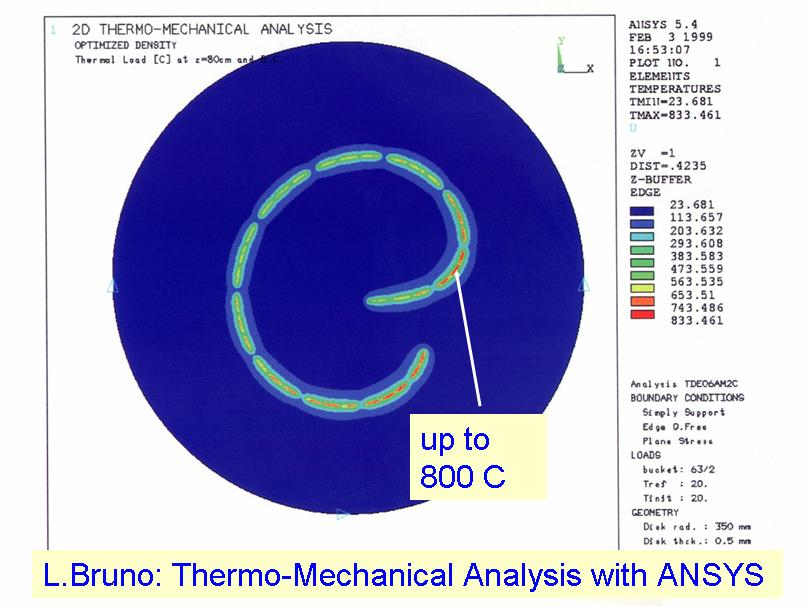 1 2D THERMO-MECHANICAL ANALYSIS
OPTIMIZED DENSITY
Thermal Load [C] at z=80cm and B.C.
Y
Z X
ANSYS 5.4
FEB 3 1999
16:53:07
PLOT NO. 1
ELEMENTS
TEMPERATURES
TMIN=23.681
TMAX=833.461
U
ZV =1
DIST=.4235
Z-BUFFER
EDGE
23.681
113.657
203.632
293.608
383.583
473.559
563.535
653.51
743.486
833.461
Analysis TDE06AM2C
BOUNDARY CONDITIONS
Simply Support
Edge O.Free
Plane Stress
LOADS
bucket: 63/2
Tref : 20.
Tinit : 20.
GEOMETRY
Disk rad. : 350 mm
Disk thck.: 0.5 mm
up to
800 C
L.Bruno: Thermo-Mechanical Analysis with ANSYS